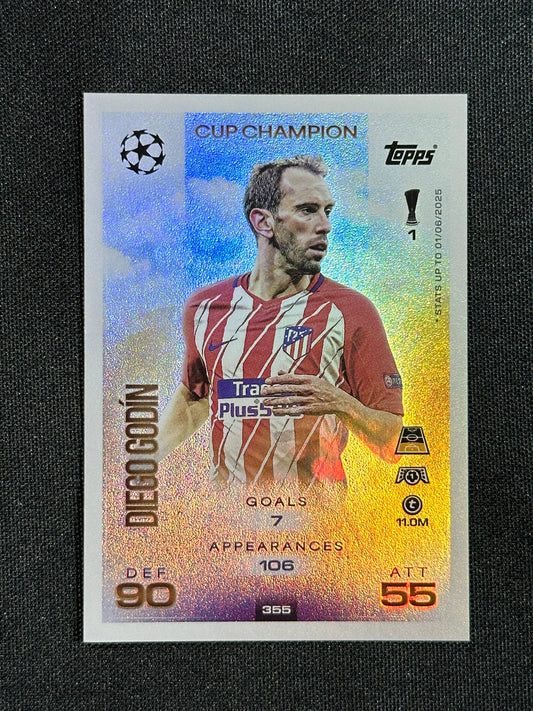 CUP CHAMPION
TOPPS
1
* STATS UP TO 01/06/2025
DIEGO GODÍN
Plus5
GOALS
7
APPEARANCES
106
11.0M
DEF
90
ATT
55
355